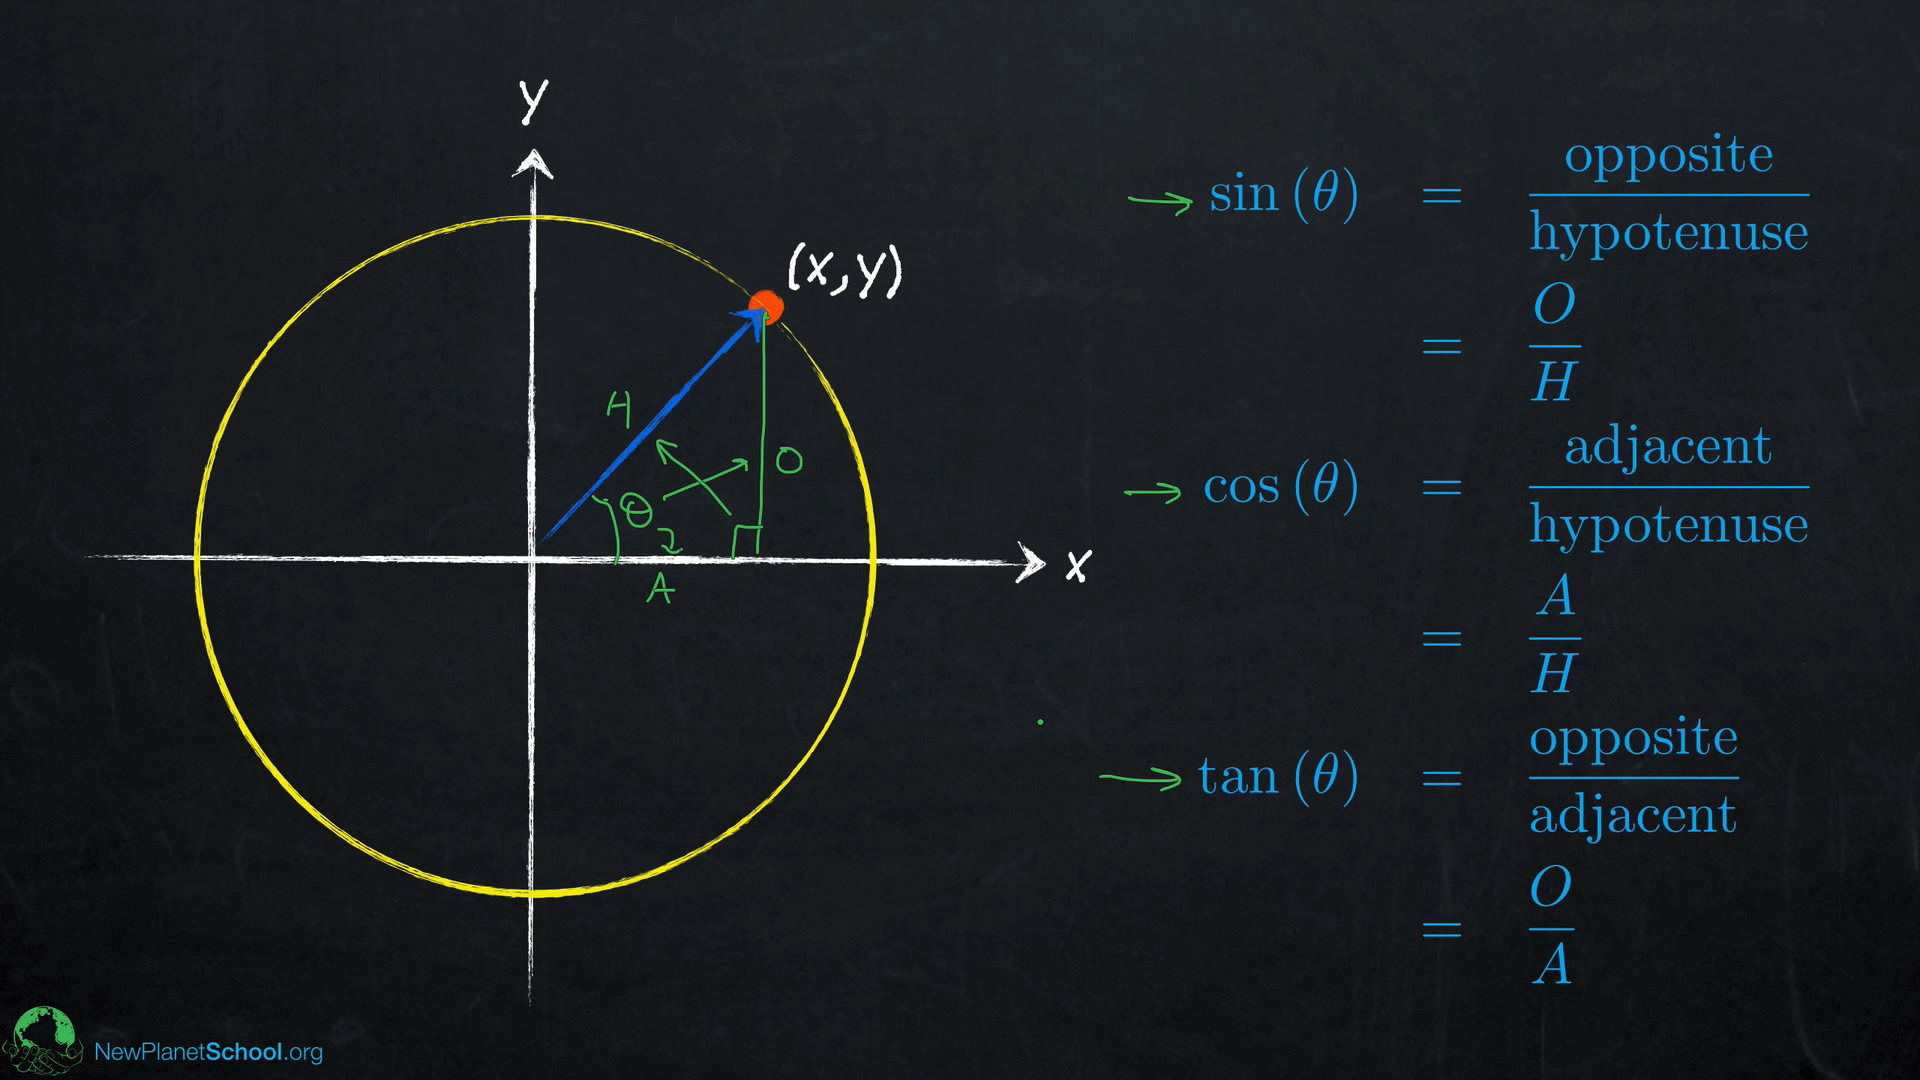 y
(x,y)
H
θ
O
A
x
sin (θ) = opposite / hypotenuse
= O / H
cos (θ) = adjacent / hypotenuse
= A / H
tan (θ) = opposite / adjacent
= O / A
NewPlanetSchool.org